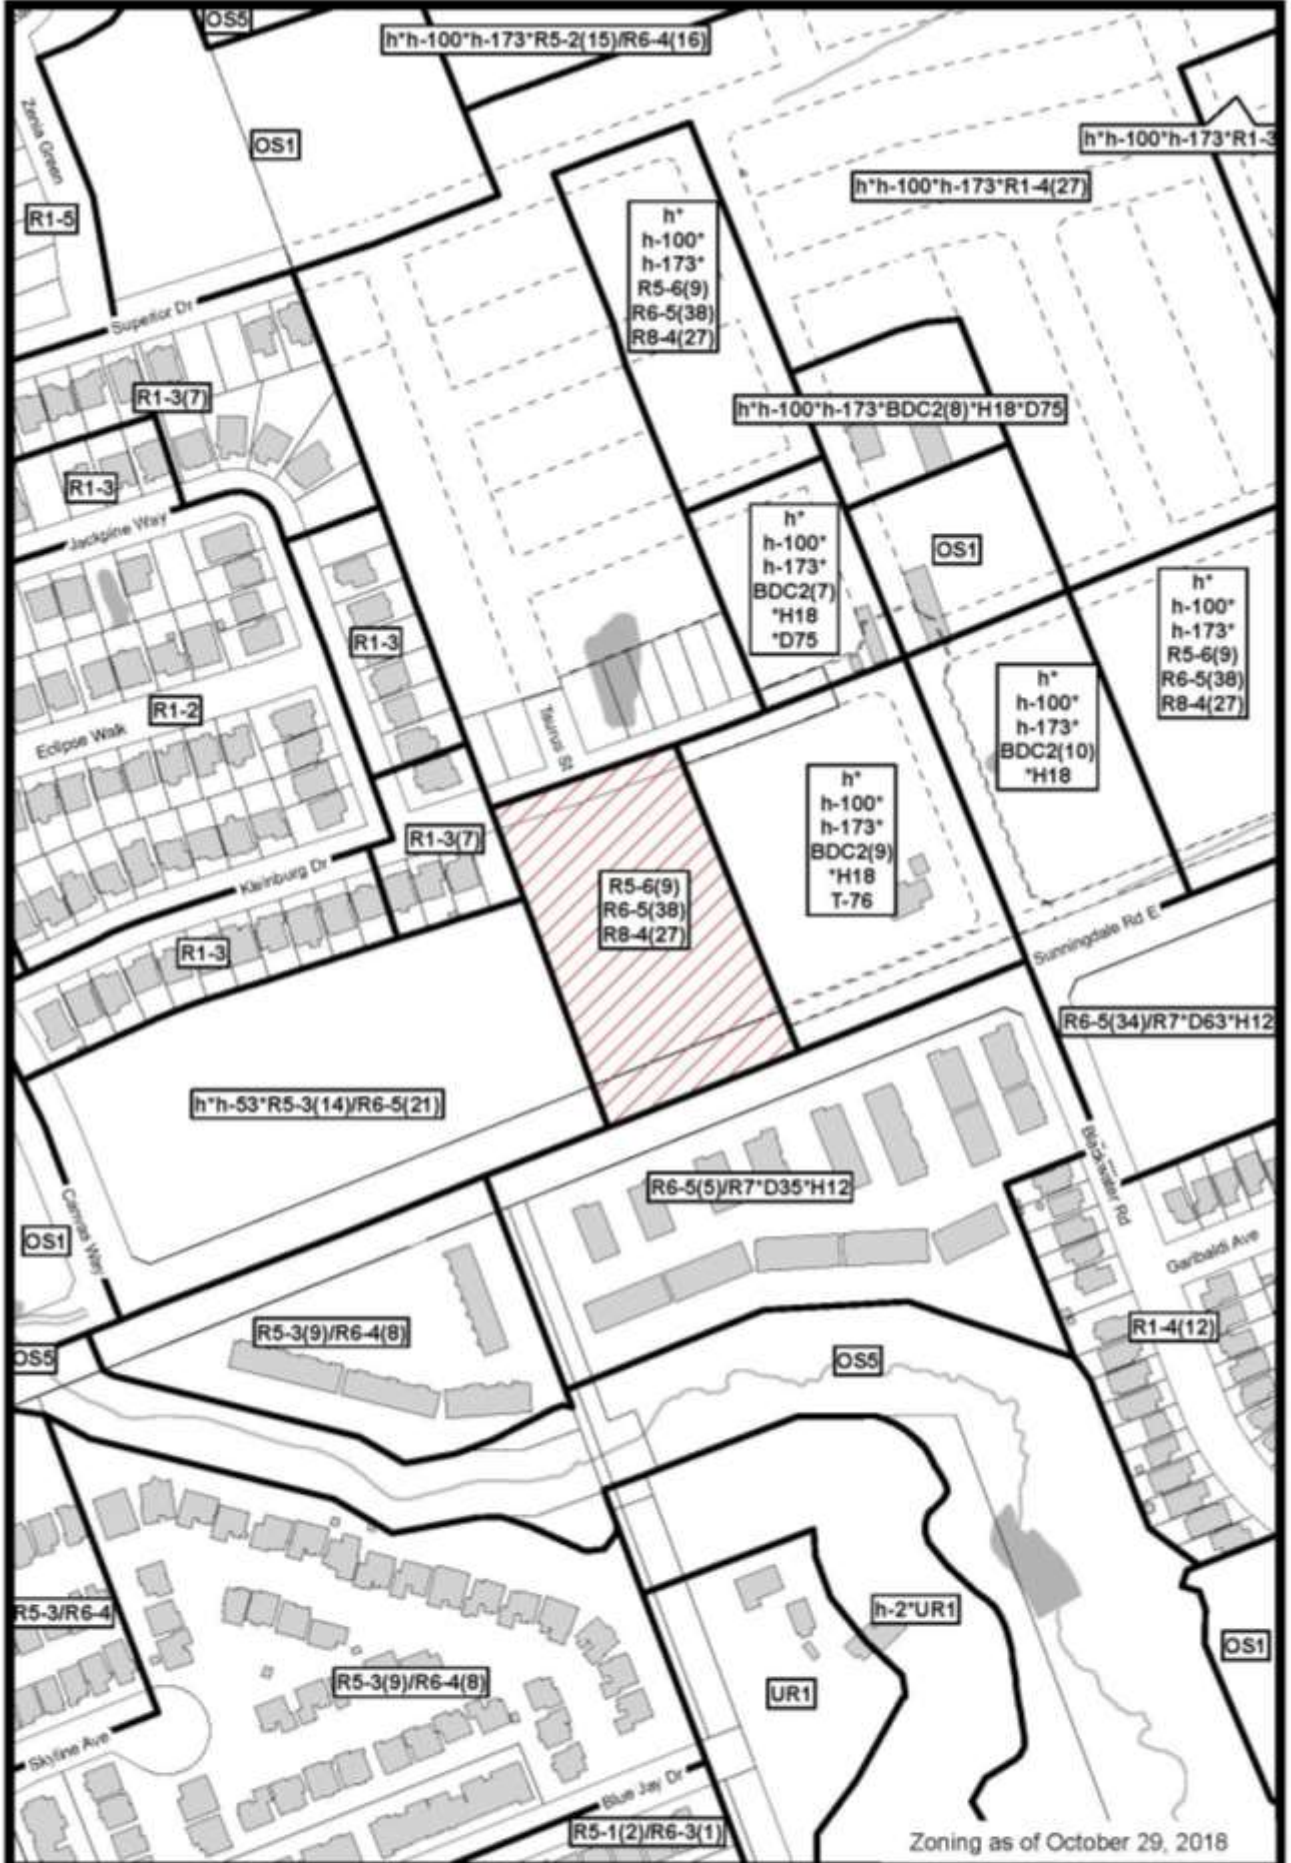 OS5
h*h-100*h-173*R5-2(15)/R6-4(16)
Zenia Green
OS1
h*h-100*h-173*R1-3
h*h-100*h-173*R1-4(27)
R1-5
h*
h-100*
h-173*
R5-6(9)
R6-5(38)
R8-4(27)
Superior Dr
R1-3(7)
h*h-100*h-173*BDC2(8)*H18*D75
R1-3
Jackpine Way
h*
h-100*
h-173*
BDC2(7)
*H18
*D75
OS1
h*
h-100*
h-173*
R5-6(9)
R6-5(38)
R8-4(27)
R1-3
R1-2
Eclipse Walk
Taurus St
h*
h-100*
h-173*
BDC2(10)
*H18
h*
h-100*
h-173*
BDC2(9)
*H18
T-76
R1-3(7)
Kleinburg Dr
R5-6(9)
R6-5(38)
R8-4(27)
Sunningdale Rd E
R1-3
R6-5(34)/R7*D63*H12
h*h-53*R5-3(14)/R6-5(21)
R6-5(5)/R7*D35*H12
Blackwater Rd
Canvas Way
OS1
Garibaldi Ave
R5-3(9)/R6-4(8)
R1-4(12)
OS5
OS5
R5-3/R6-4
h-2*UR1
OS1
R5-3(9)/R6-4(8)
UR1
Skyline Ave
Blue Jay Dr
R5-1(2)/R6-3(1)
Zoning as of October 29, 2018